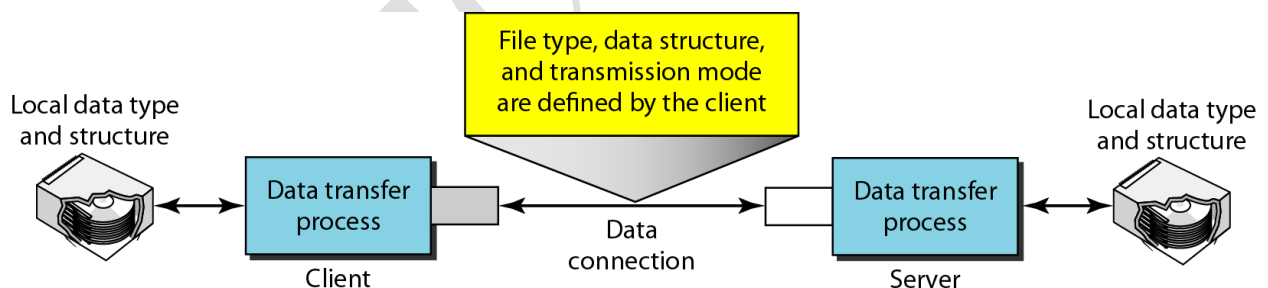 File type, data structure,
and transmission mode
are defined by the client
Local data type
and structure
Local data type
and structure
Data transfer
process
Data transfer
process
Data
connection
Client
Server